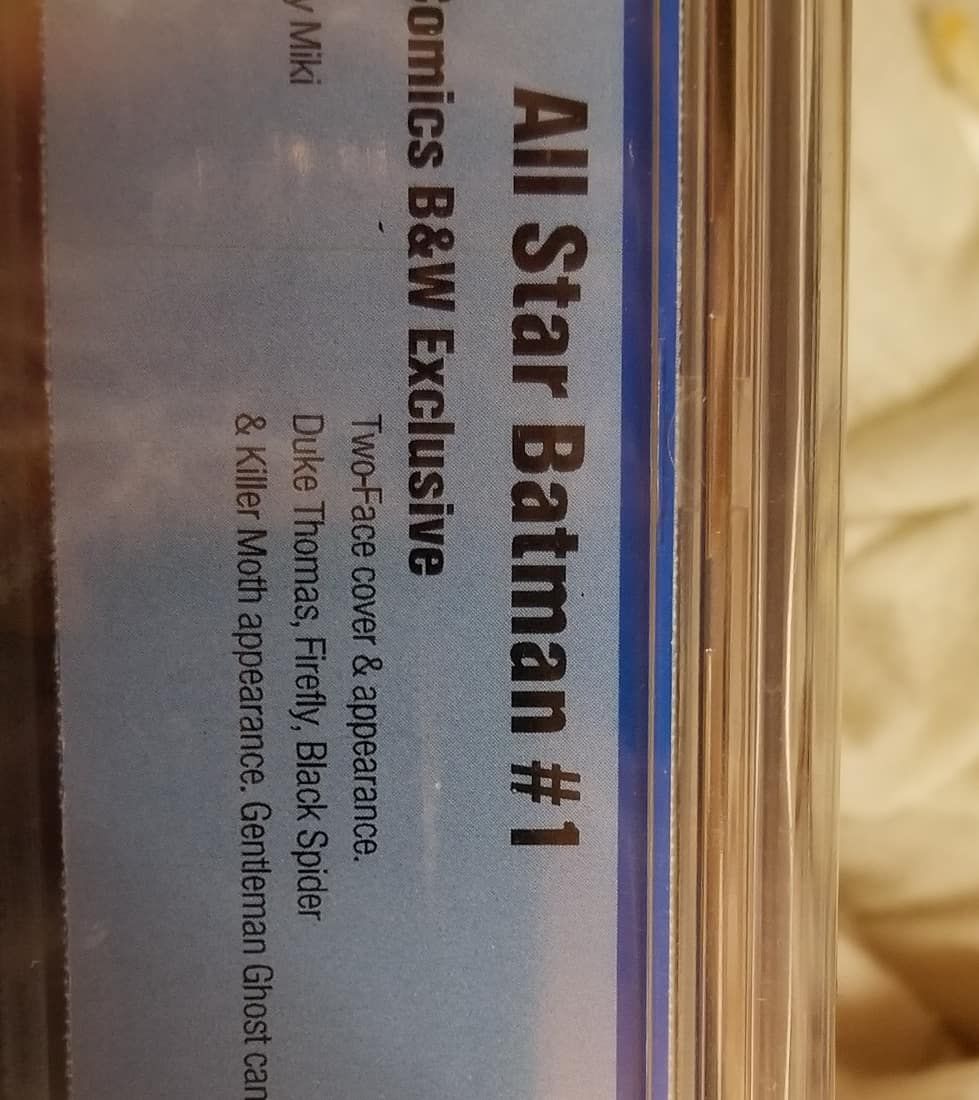 All Star Batman #1
omics B&W Exclusive
Two-Face cover & appearance.
Miki
Duke Thomas, Firefly, Black Spider
& Killer Moth appearance. Gentleman Ghost can